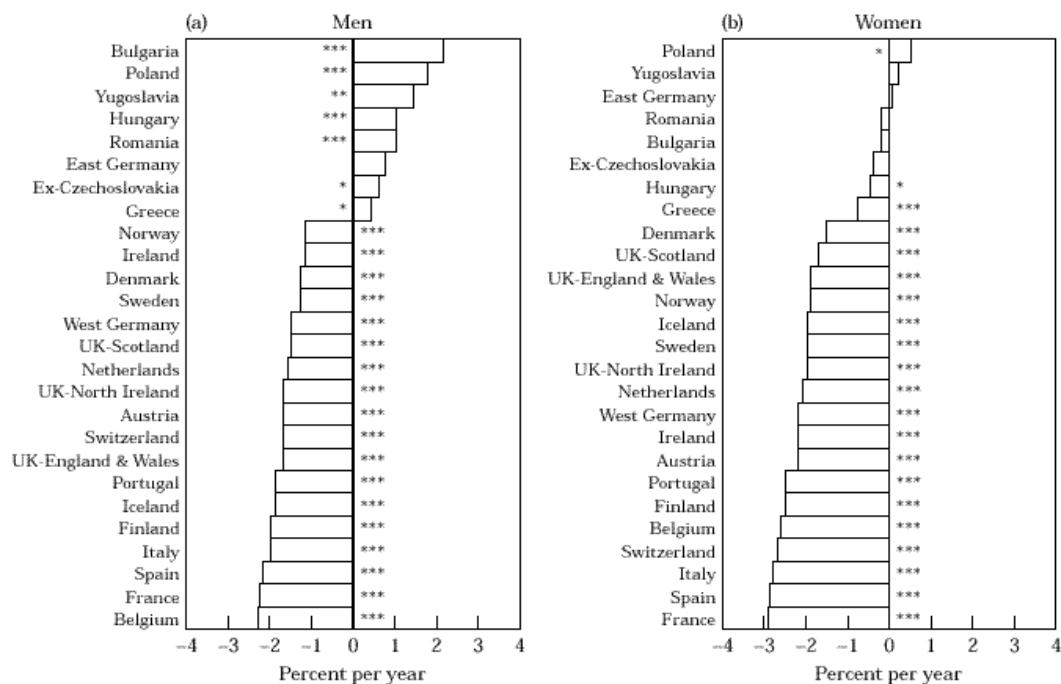 (a) Men
Bulgaria ***
Poland ***
Yugoslavia **
Hungary ***
Romania ***
East Germany
Ex-Czechoslovakia *
Greece *
Norway ***
Ireland ***
Denmark ***
Sweden ***
West Germany ***
UK-Scotland ***
Netherlands ***
UK-North Ireland ***
Austria ***
Switzerland ***
UK-England & Wales ***
Portugal ***
Iceland ***
Finland ***
Italy ***
Spain ***
France ***
Belgium ***
–4 –3 –2 –1 0 1 2 3 4
Percent per year
(b) Women
Poland *
Yugoslavia
East Germany
Romania
Bulgaria
Ex-Czechoslovakia
Hungary *
Greece ***
Denmark ***
UK-Scotland ***
UK-England & Wales ***
Norway ***
Iceland ***
Sweden ***
UK-North Ireland ***
Netherlands ***
West Germany ***
Ireland ***
Austria ***
Portugal ***
Finland ***
Belgium ***
Switzerland ***
Italy ***
Spain ***
France ***
–4 –3 –2 –1 0 1 2 3 4
Percent per year